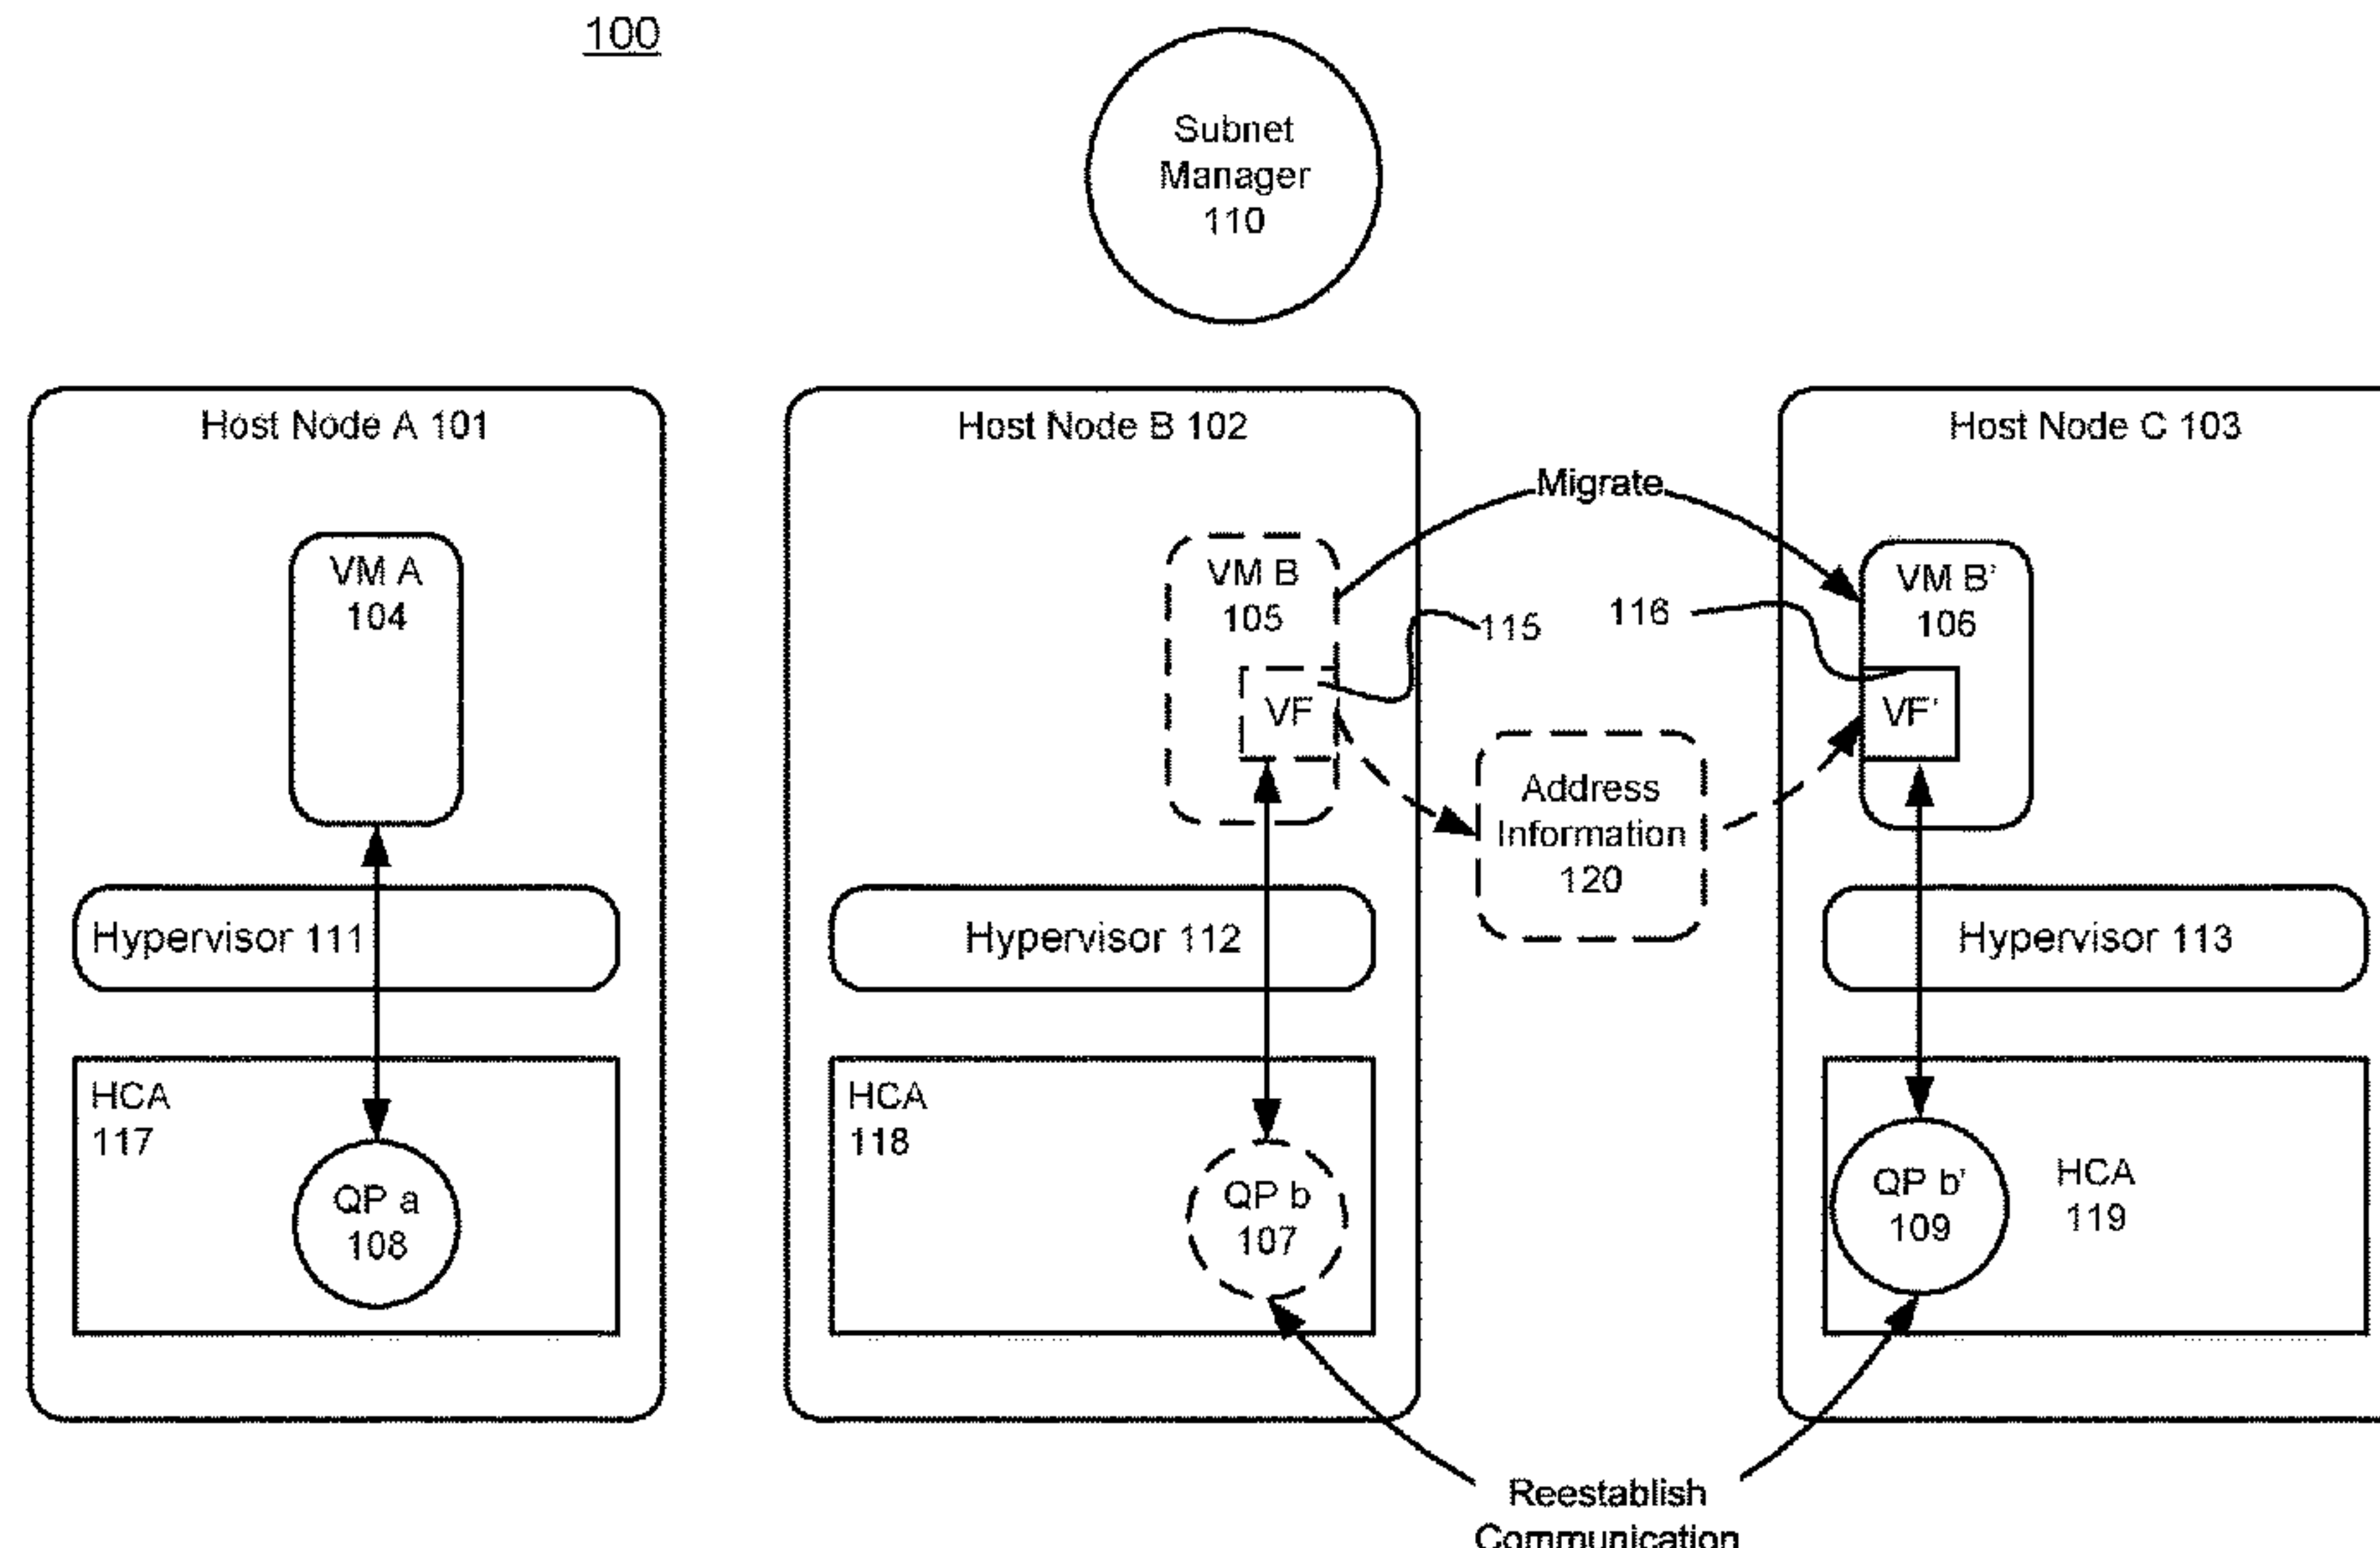 100
Subnet
Manager
110
Host Node A 101
VM A
104
Hypervisor 111
HCA
117
QP a
108
Host Node B 102
VM B
105
VF
115
Hypervisor 112
HCA
118
QP b
107
Migrate
Address
Information
120
Host Node C 103
116
VM B'
106
VF'
Hypervisor 113
QP b'
109
HCA
119
Reestablish
Communication